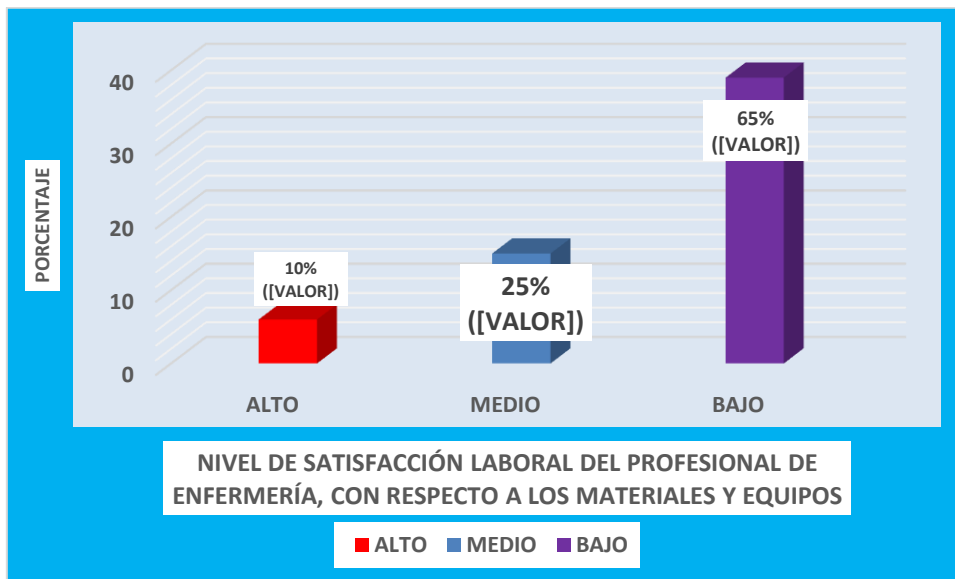 PORCENTAJE
40
30
20
10
0
10%
([VALOR])
25%
([VALOR])
65%
([VALOR])
ALTO
MEDIO
BAJO
NIVEL DE SATISFACCIÓN LABORAL DEL PROFESIONAL DE
ENFERMERÍA, CON RESPECTO A LOS MATERIALES Y EQUIPOS
ALTO MEDIO BAJO